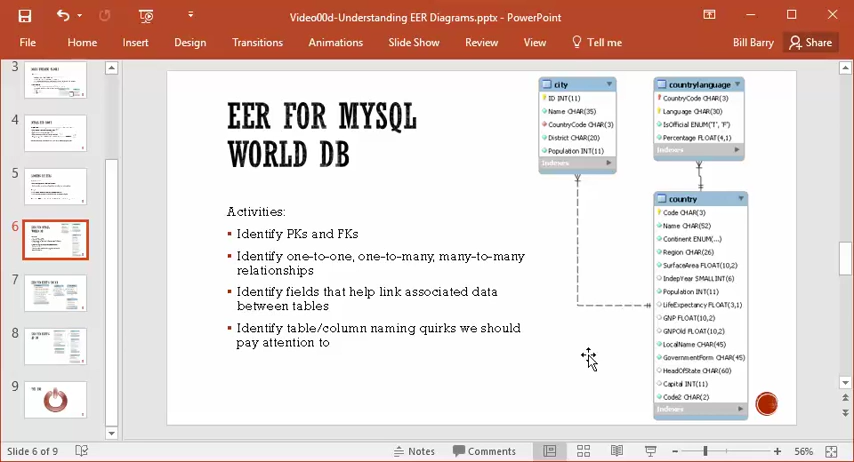 Video00d-Understanding EER Diagrams.pptx - PowerPoint
File Home Insert Design Transitions Animations Slide Show Review View Tell me Bill Barry Share
3
4
5
6
7
8
9
EER FOR MYSQL
WORLD DB
Activities:
Identify PKs and FKs
Identify one-to-one, one-to-many, many-to-many
relationships
Identify fields that help link associated data
between tables
Identify table/column naming quirks we should
pay attention to
city
ID INT(11)
Name CHAR(35)
CountryCode CHAR(3)
District CHAR(20)
Population INT(11)
Indexes
countrylanguage
CountryCode CHAR(3)
Language CHAR(30)
IsOfficial ENUM('T', 'F')
Percentage FLOAT(4,1)
Indexes
country
Code CHAR(3)
Name CHAR(52)
Continent ENUM(...)
Region CHAR(26)
SurfaceArea FLOAT(10,2)
IndepYear SMALLINT(6)
Population INT(11)
LifeExpectancy FLOAT(3,1)
GNP FLOAT(10,2)
GNPOld FLOAT(10,2)
LocalName CHAR(45)
GovernmentForm CHAR(45)
HeadOfState CHAR(60)
Capital INT(11)
Code2 CHAR(2)
Indexes
Slide 6 of 9 Notes Comments 56%